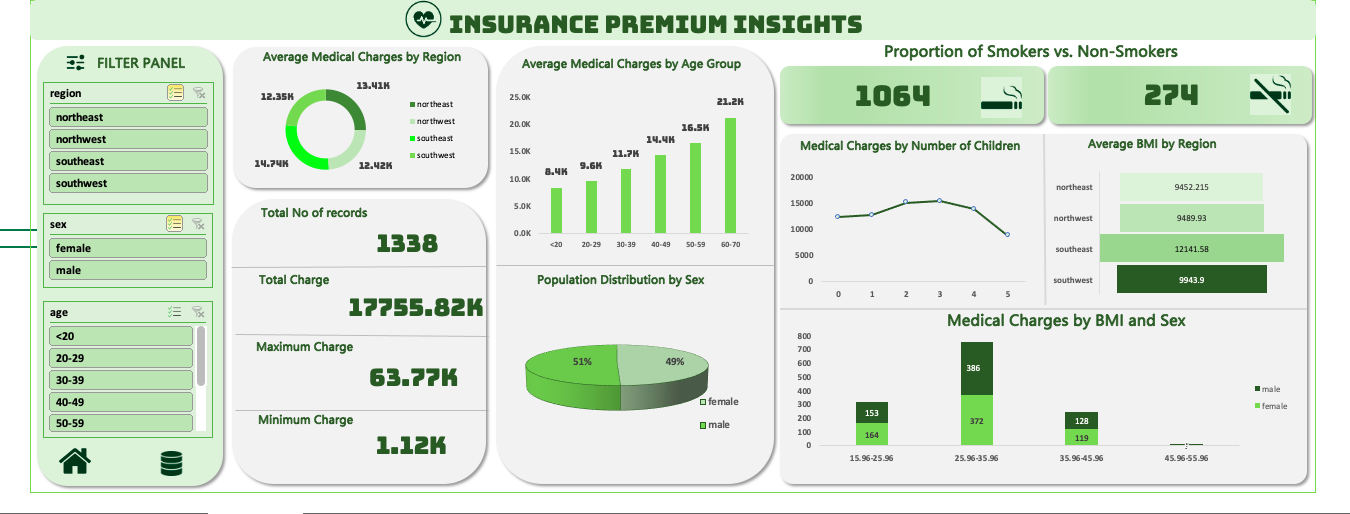 INSURANCE PREMIUM INSIGHTS
FILTER PANEL
region
northeast
northwest
southeast
southwest
sex
female
male
age
<20
20-29
30-39
40-49
50-59
Average Medical Charges by Region
13.41K
12.35K
14.74K
12.42K
northeast
northwest
southeast
southwest
Total No of records
1338
Total Charge
17755.82K
Maximum Charge
63.77K
Minimum Charge
1.12K
Average Medical Charges by Age Group
25.0K
20.0K
15.0K
10.0K
5.0K
0.0K
8.4K
9.6K
11.7K
14.4K
16.5K
21.2K
<20 20-29 30-39 40-49 50-59 60-70
Population Distribution by Sex
51%
49%
female
male
Proportion of Smokers vs. Non-Smokers
1064
274
Medical Charges by Number of Children
20000
15000
10000
5000
0
0 1 2 3 4 5
Average BMI by Region
northeast 9452.215
northwest 9489.93
southeast 12141.58
southwest 9943.9
Medical Charges by BMI and Sex
800
700
600
500
400
300
200
100
0
153
164
386
372
128
119
15.96-25.96 25.96-35.96 35.96-45.96 45.96-55.96
male
female